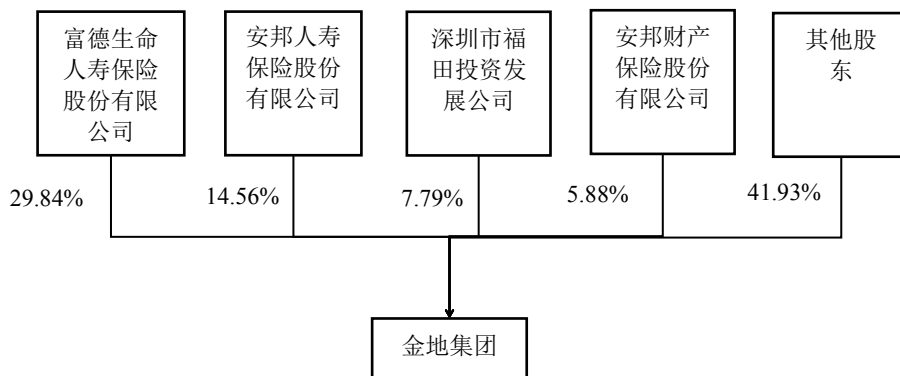 富德生命
人寿保险
股份有限
公司
安邦人寿
保险股份
有限公司
深圳市福
田投资发
展公司
安邦财产
保险股份
有限公司
其他股
东
29.84%
14.56%
7.79%
5.88%
41.93%
金地集团